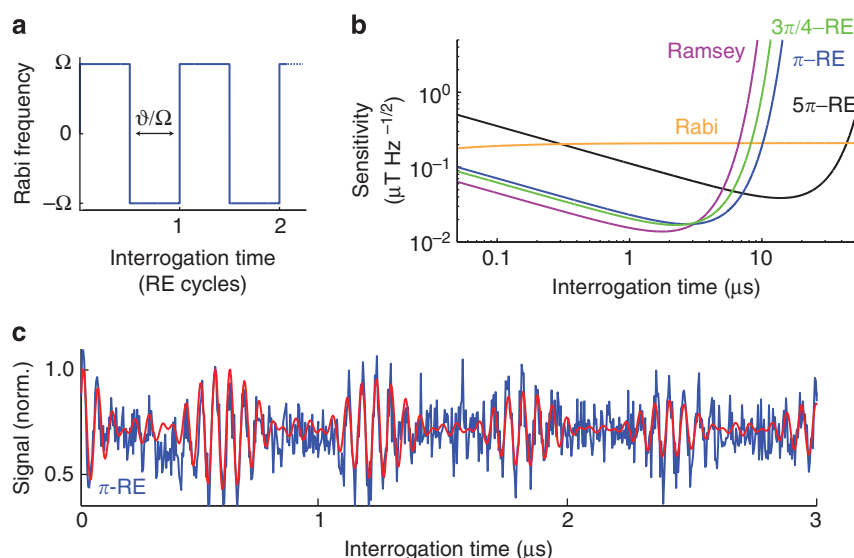 a
Rabi frequency
Ω
0
−Ω
ϑ/Ω
1
2
Interrogation time
(RE cycles)
b
Sensitivity
(μT Hz −1/2)
10⁰
10⁻¹
10⁻²
Ramsey
3π/4–RE
π–RE
5π–RE
Rabi
0.1
1
10
Interrogation time (μs)
c
Signal (norm.)
1.0
0.5
π-RE
0
1
2
3
Interrogation time (μs)